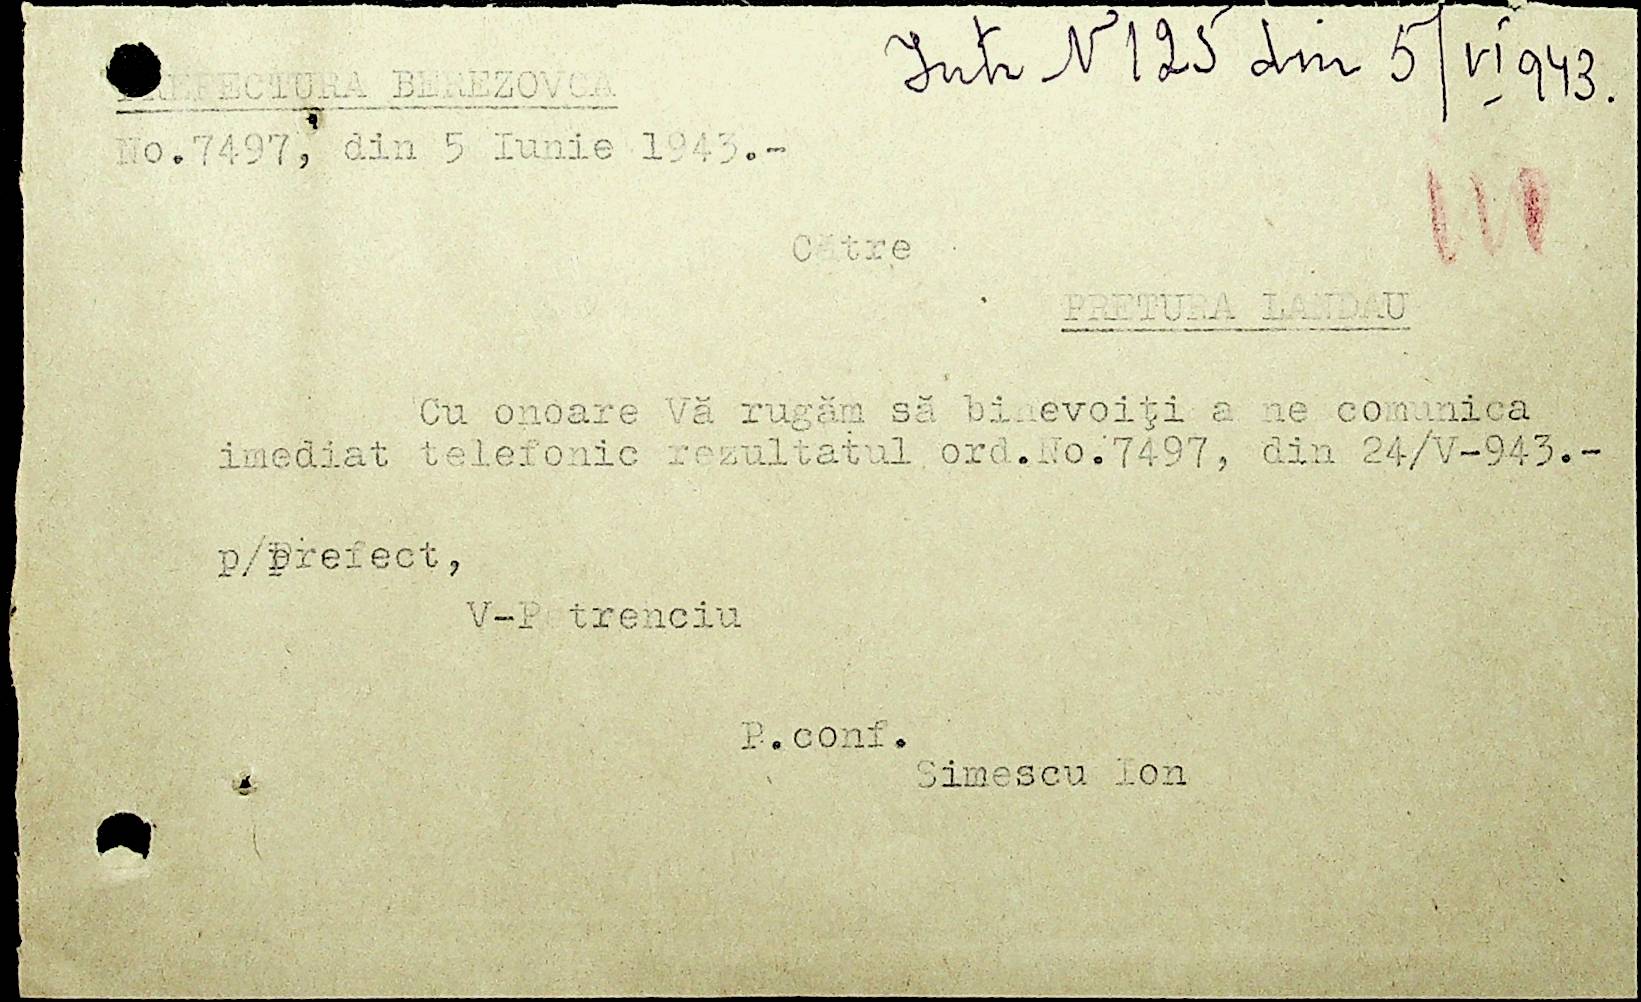 Intr N 125 din 5/VI 943.
PREFECTURA BEREZOVCA
No.7497, din 5 Iunie 1943.-
Către
PRETURA LANDAU
Cu onoare Vă rugăm să binevoiţi a ne comunica
imediat telefonic rezultatul ord.No.7497, din 24/V-943.-
p/Prefect,
V-Petrenciu
P.conf.
Simescu Ion